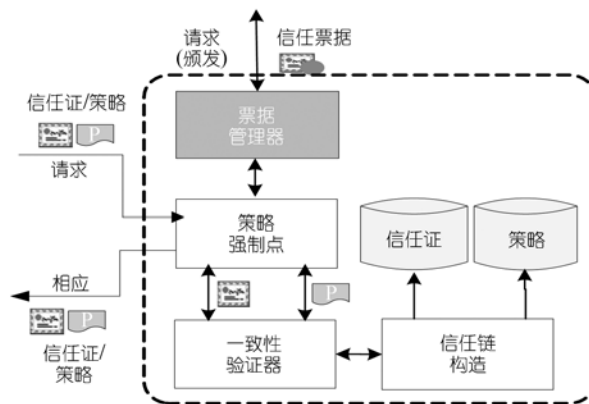 请求
(颁发)
信任票据
信任证/策略
P
请求
票据
管理器
策略
强制点
信任证
策略
相应
P
P
信任证/
策略
一致性
验证器
信任链
构造